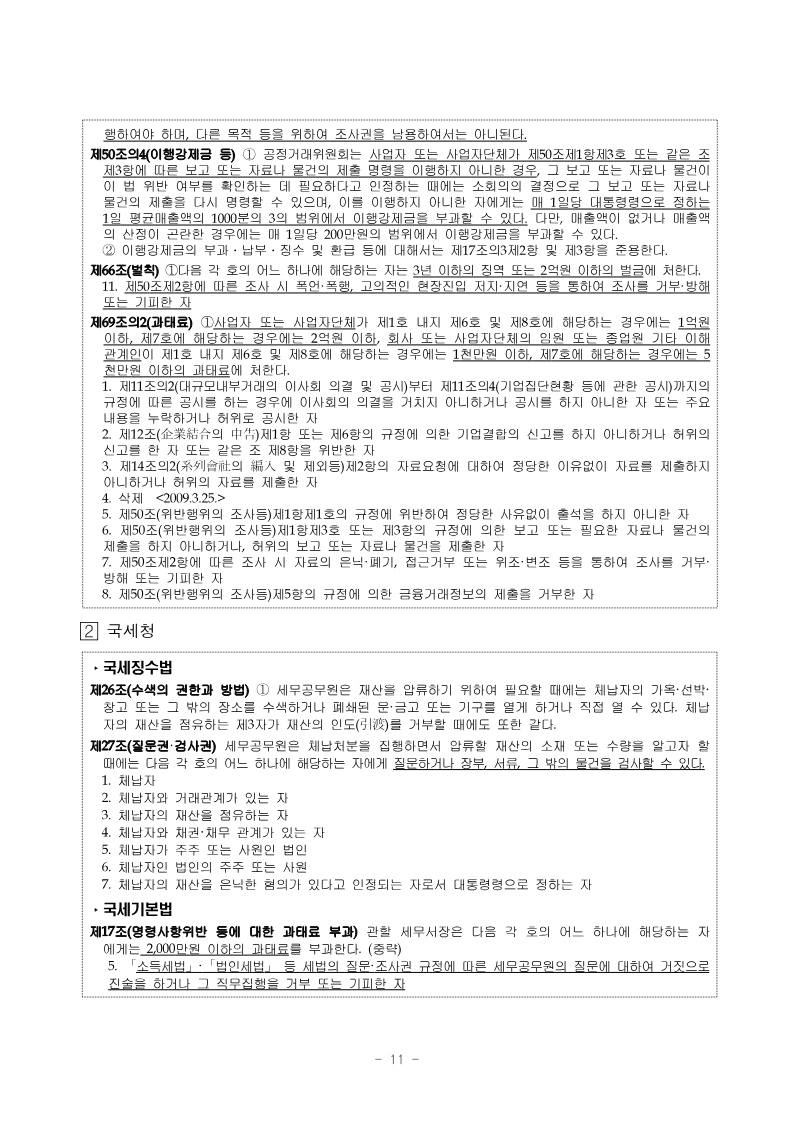 행하여야 하며, 다른 목적 등을 위하여 조사권을 남용하여서는 아니된다.
제50조의4(이행강제금 등) ① 공정거래위원회는 사업자 또는 사업자단체가 제50조제1항제3호 또는 같은 조
제3항에 따른 보고 또는 자료나 물건의 제출 명령을 이행하지 아니한 경우, 그 보고 또는 자료나 물건이
이 법 위반 여부를 확인하는 데 필요하다고 인정하는 때에는 소회의의 결정으로 그 보고 또는 자료나
물건의 제출을 다시 명령할 수 있으며, 이를 이행하지 아니한 자에게는 매 1일당 대통령령으로 정하는
1일 평균매출액의 1000분의 3의 범위에서 이행강제금을 부과할 수 있다. 다만, 매출액이 없거나 매출액
의 산정이 곤란한 경우에는 매 1일당 200만원의 범위에서 이행강제금을 부과할 수 있다.
② 이행강제금의 부과·납부·징수 및 환급 등에 대해서는 제17조의3제2항 및 제3항을 준용한다.
제66조(벌칙) ①다음 각 호의 어느 하나에 해당하는 자는 3년 이하의 징역 또는 2억원 이하의 벌금에 처한다.
11. 제50조제2항에 따른 조사 시 폭언·폭행, 고의적인 현장진입 저지·지연 등을 통하여 조사를 거부·방해
또는 기피한 자
제69조의2(과태료) ①사업자 또는 사업자단체가 제1호 내지 제6호 및 제8호에 해당하는 경우에는 1억원
이하, 제7호에 해당하는 경우에는 2억원 이하, 회사 또는 사업자단체의 임원 또는 종업원 기타 이해
관계인이 제1호 내지 제6호 및 제8호에 해당하는 경우에는 1천만원 이하, 제7호에 해당하는 경우에는 5
천만원 이하의 과태료에 처한다.
1. 제11조의2(대규모내부거래의 이사회 의결 및 공시)부터 제11조의4(기업집단현황 등에 관한 공시)까지의
규정에 따른 공시를 하는 경우에 이사회의 의결을 거치지 아니하거나 공시를 하지 아니한 자 또는 주요
내용을 누락하거나 허위로 공시한 자
2. 제12조(企業結合의 申告)제1항 또는 제6항의 규정에 의한 기업결합의 신고를 하지 아니하거나 허위의
신고를 한 자 또는 같은 조 제8항을 위반한 자
3. 제14조의2(系列會社의 編入 및 제외등)제2항의 자료요청에 대하여 정당한 이유없이 자료를 제출하지
아니하거나 허위의 자료를 제출한 자
4. 삭제 <2009.3.25.>
5. 제50조(위반행위의 조사등)제1항제1호의 규정에 위반하여 정당한 사유없이 출석을 하지 아니한 자
6. 제50조(위반행위의 조사등)제1항제3호 또는 제3항의 규정에 의한 보고 또는 필요한 자료나 물건의
제출을 하지 아니하거나, 허위의 보고 또는 자료나 물건을 제출한 자
7. 제50조제2항에 따른 조사 시 자료의 은닉·폐기, 접근거부 또는 위조·변조 등을 통하여 조사를 거부·
방해 또는 기피한 자
8. 제50조(위반행위의 조사등)제5항의 규정에 의한 금융거래정보의 제출을 거부한 자
2 국세청
‣국세징수법
제26조(수색의 권한과 방법) ① 세무공무원은 재산을 압류하기 위하여 필요할 때에는 체납자의 가옥·선박·
창고 또는 그 밖의 장소를 수색하거나 폐쇄된 문·금고 또는 기구를 열게 하거나 직접 열 수 있다. 체납
자의 재산을 점유하는 제3자가 재산의 인도(引渡)를 거부할 때에도 또한 같다.
제27조(질문권·검사권) 세무공무원은 체납처분을 집행하면서 압류할 재산의 소재 또는 수량을 알고자 할
때에는 다음 각 호의 어느 하나에 해당하는 자에게 질문하거나 장부, 서류, 그 밖의 물건을 검사할 수 있다.
1. 체납자
2. 체납자와 거래관계가 있는 자
3. 체납자의 재산을 점유하는 자
4. 체납자와 채권·채무 관계가 있는 자
5. 체납자가 주주 또는 사원인 법인
6. 체납자인 법인의 주주 또는 사원
7. 체납자의 재산을 은닉한 혐의가 있다고 인정되는 자로서 대통령령으로 정하는 자
‣국세기본법
제17조(명령사항위반 등에 대한 과태료 부과) 관할 세무서장은 다음 각 호의 어느 하나에 해당하는 자
에게는 2,000만원 이하의 과태료를 부과한다. (중략)
5. 「소득세법」·「법인세법」 등 세법의 질문·조사권 규정에 따른 세무공무원의 질문에 대하여 거짓으로
진술을 하거나 그 직무집행을 거부 또는 기피한 자
- 11 -